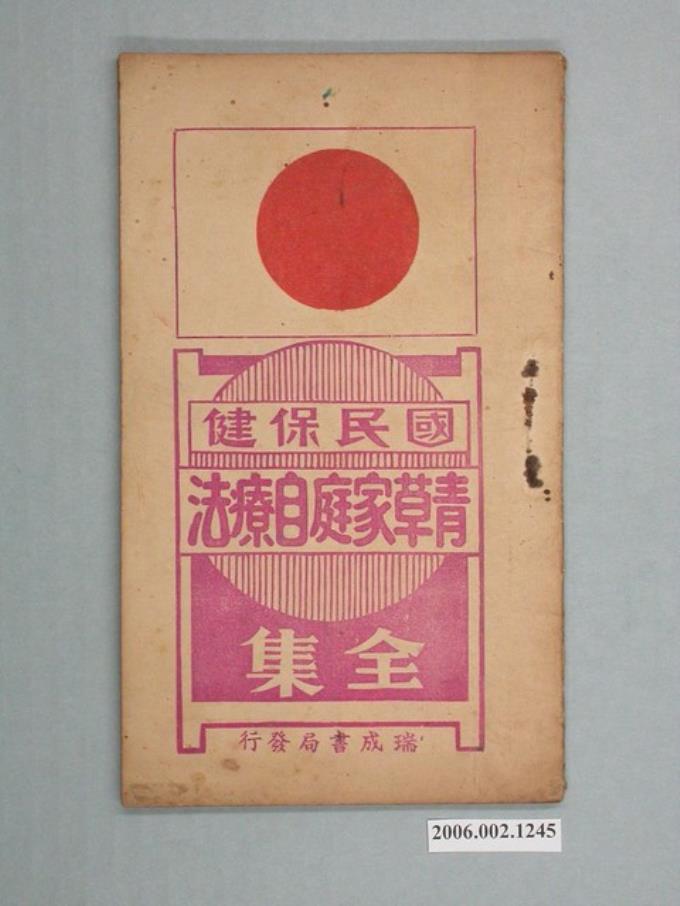 國民保健
青草家庭自療法
全集
瑞成書局發行
2006.002.1245